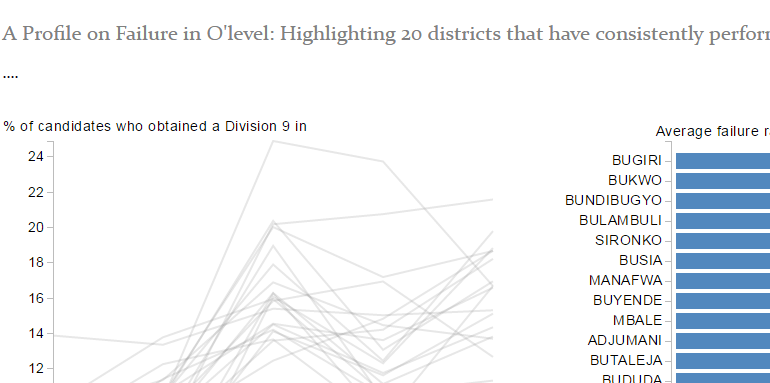 A Profile on Failure in O'level: Highlighting 20 districts that have consistently
....
% of candidates who obtained a Division 9 in
Average failure
24
22
20
18
16
14
12
BUGIRI
BUKWO
BUNDIBUGYO
BULAMBULI
SIRONKO
BUSIA
MANAFWA
BUYENDE
MBALE
ADJUMANI
BUTALEJA
BUDUDA